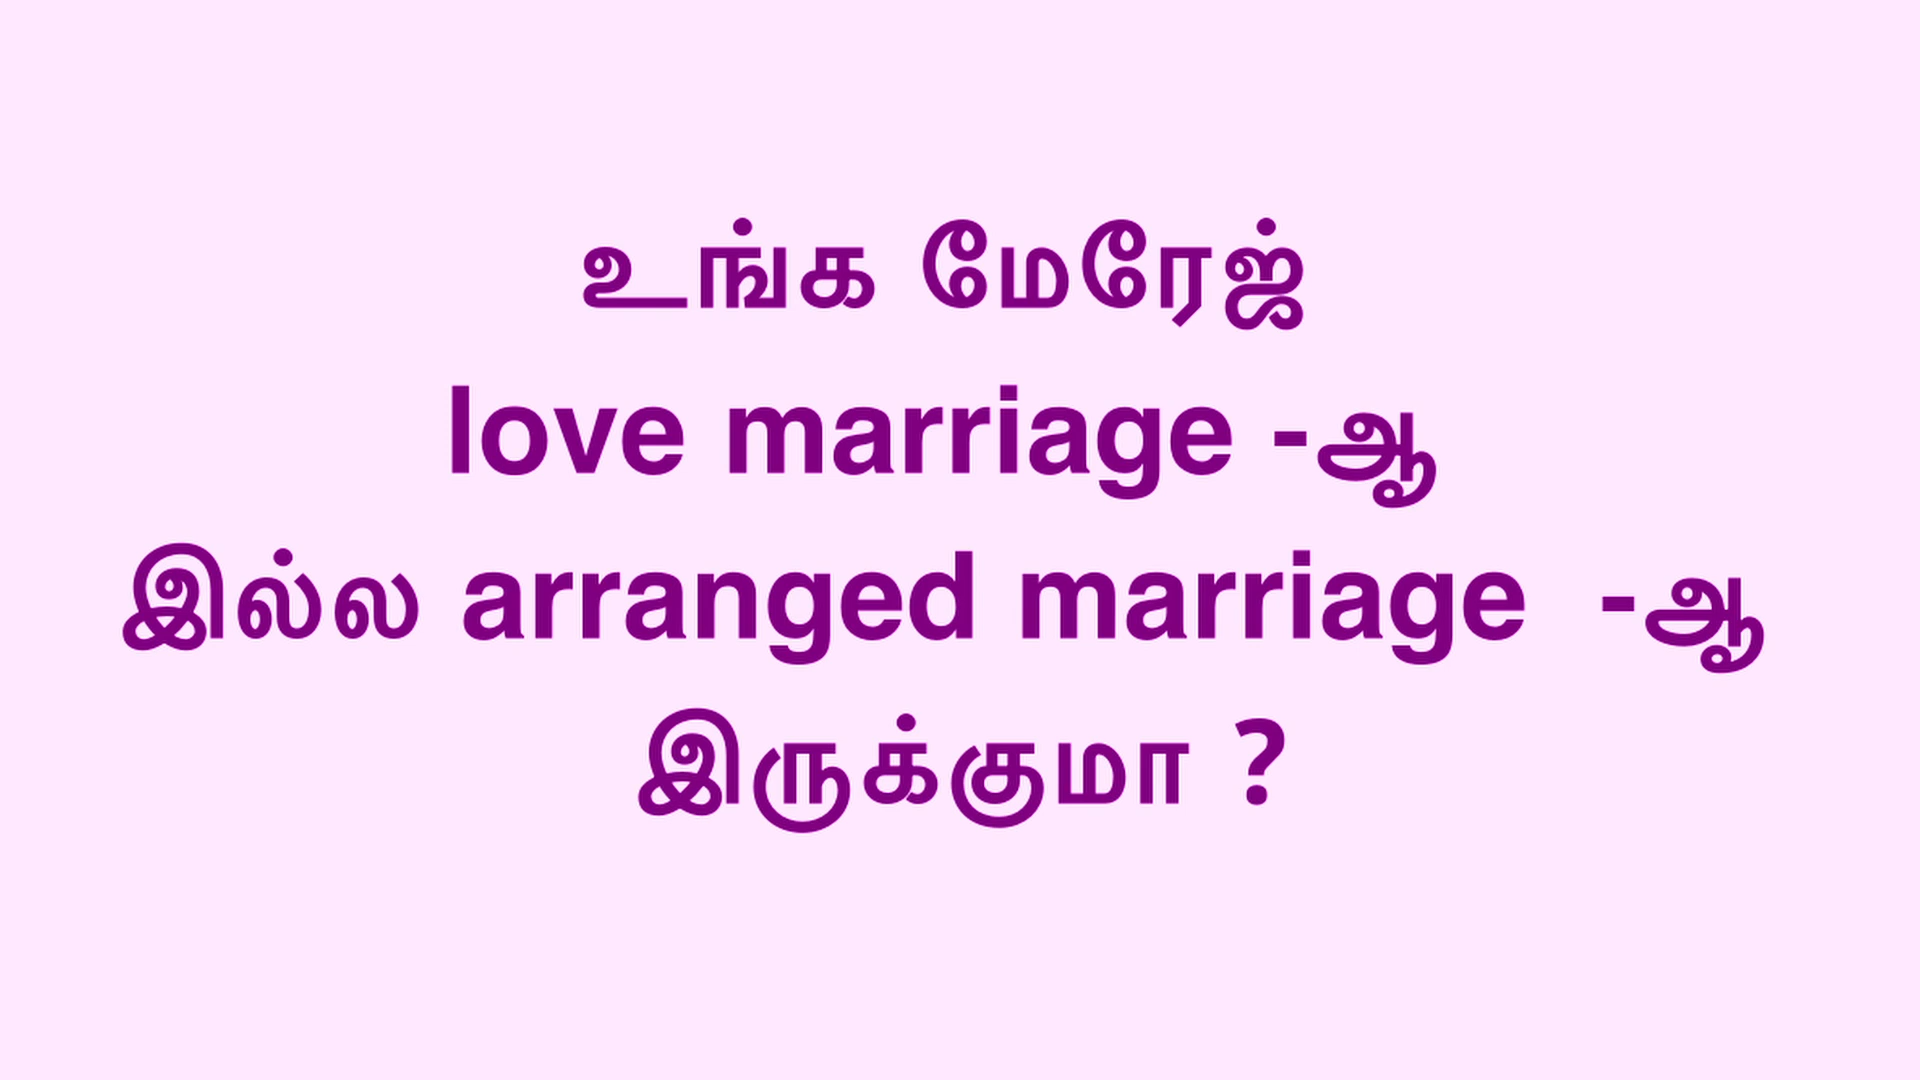 உங்க மேரேஜ்
love marriage -ஆ
இல்ல arranged marriage -ஆ
இருக்குமா ?